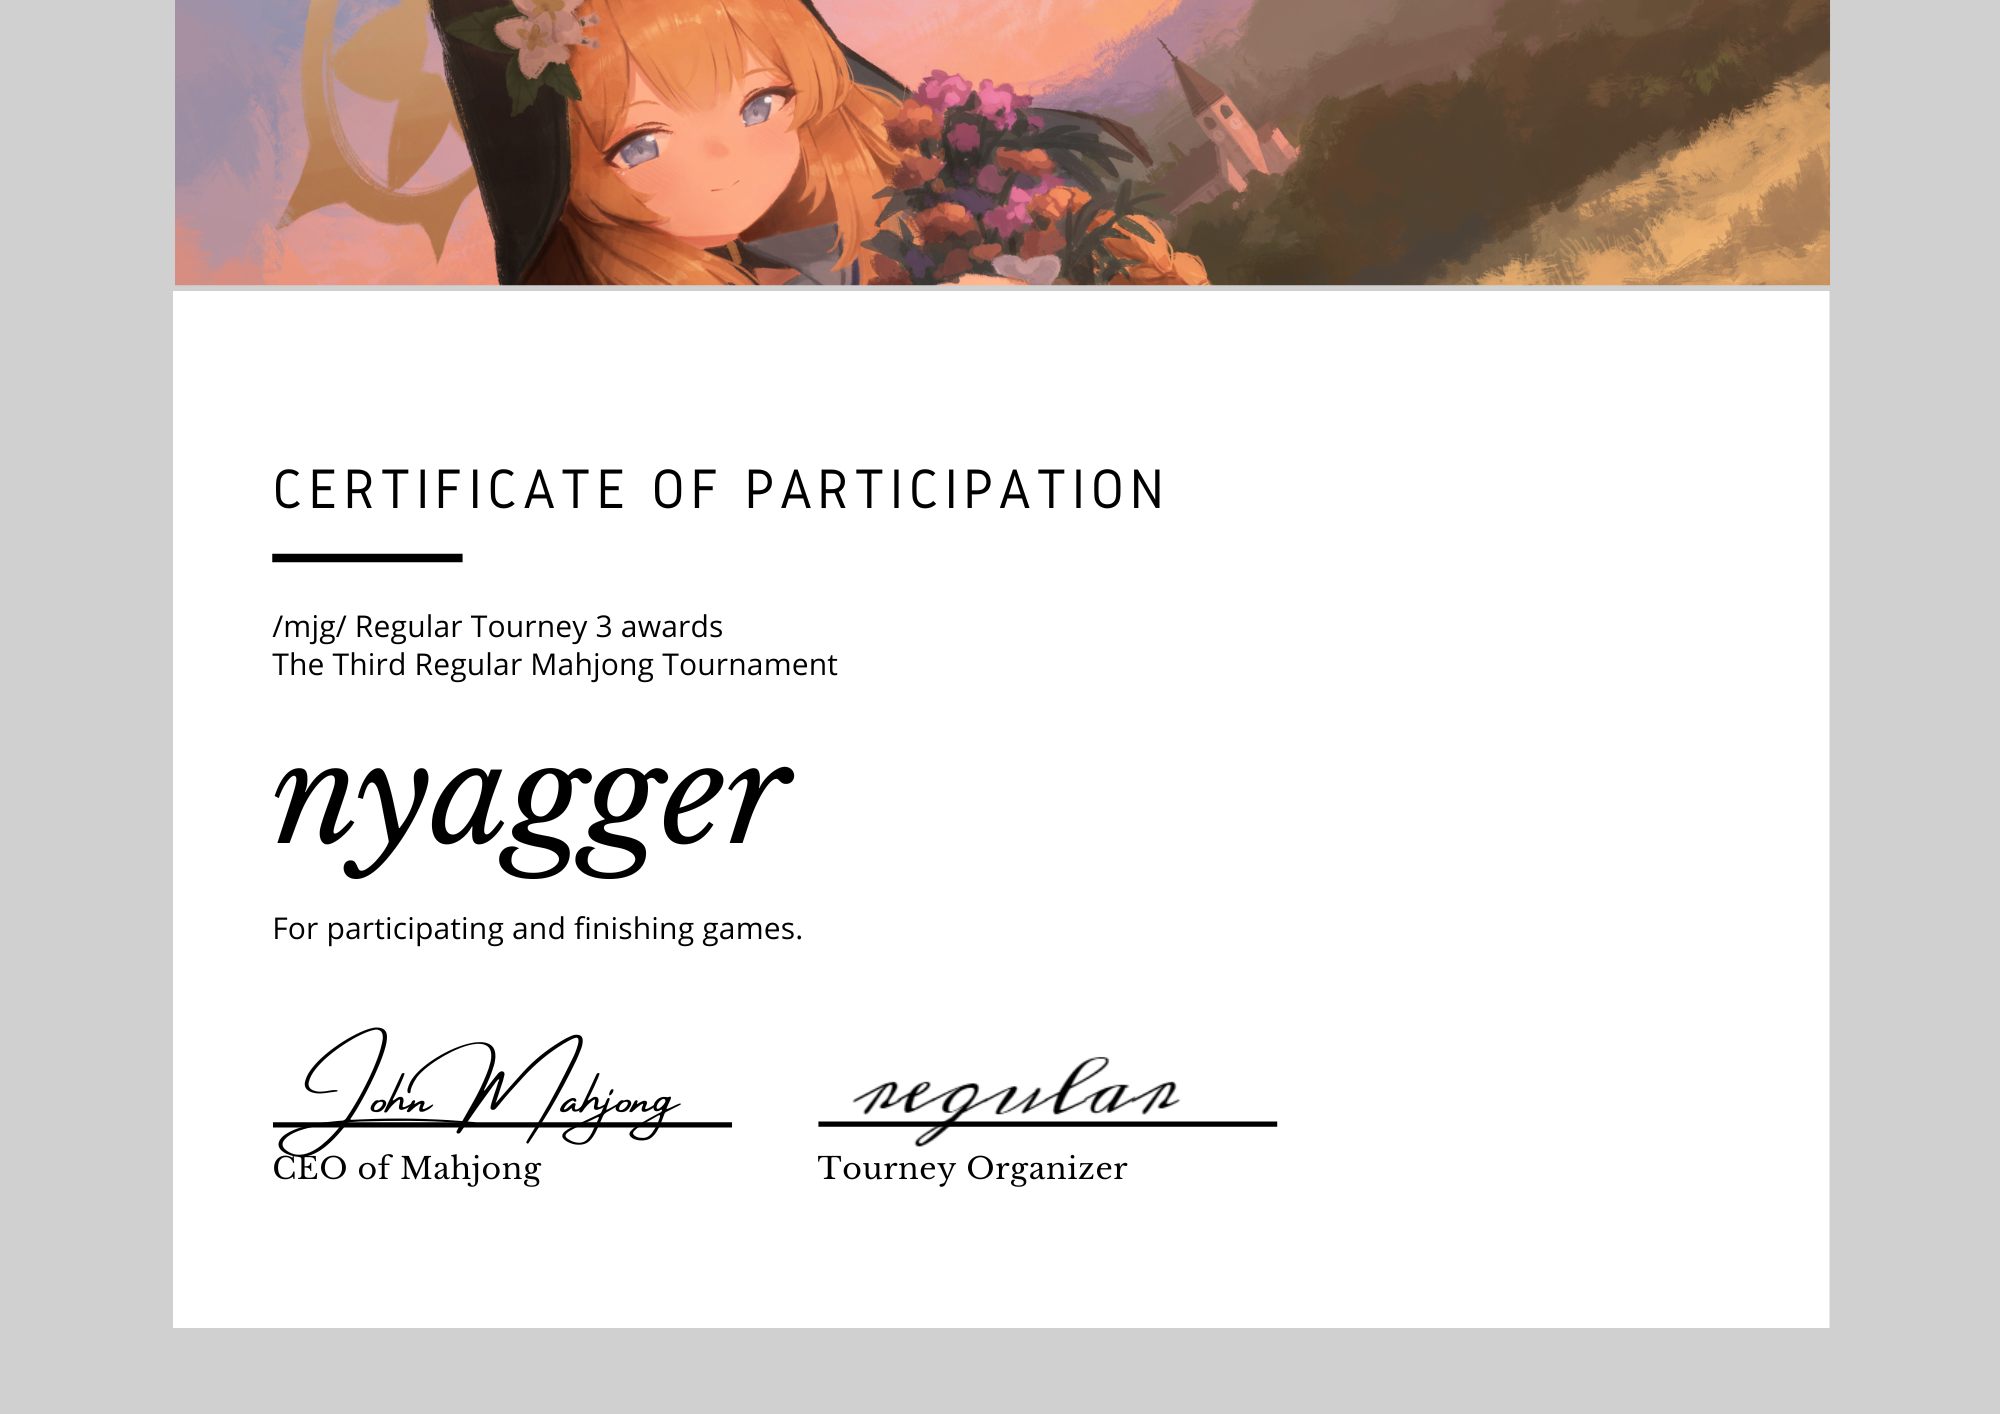 CERTIFICATE OF PARTICIPATION
/mjg/ Regular Tourney 3 awards
The Third Regular Mahjong Tournament
nyagger
For participating and finishing games.
John Mahjong
CEO of Mahjong
regular
Tourney Organizer